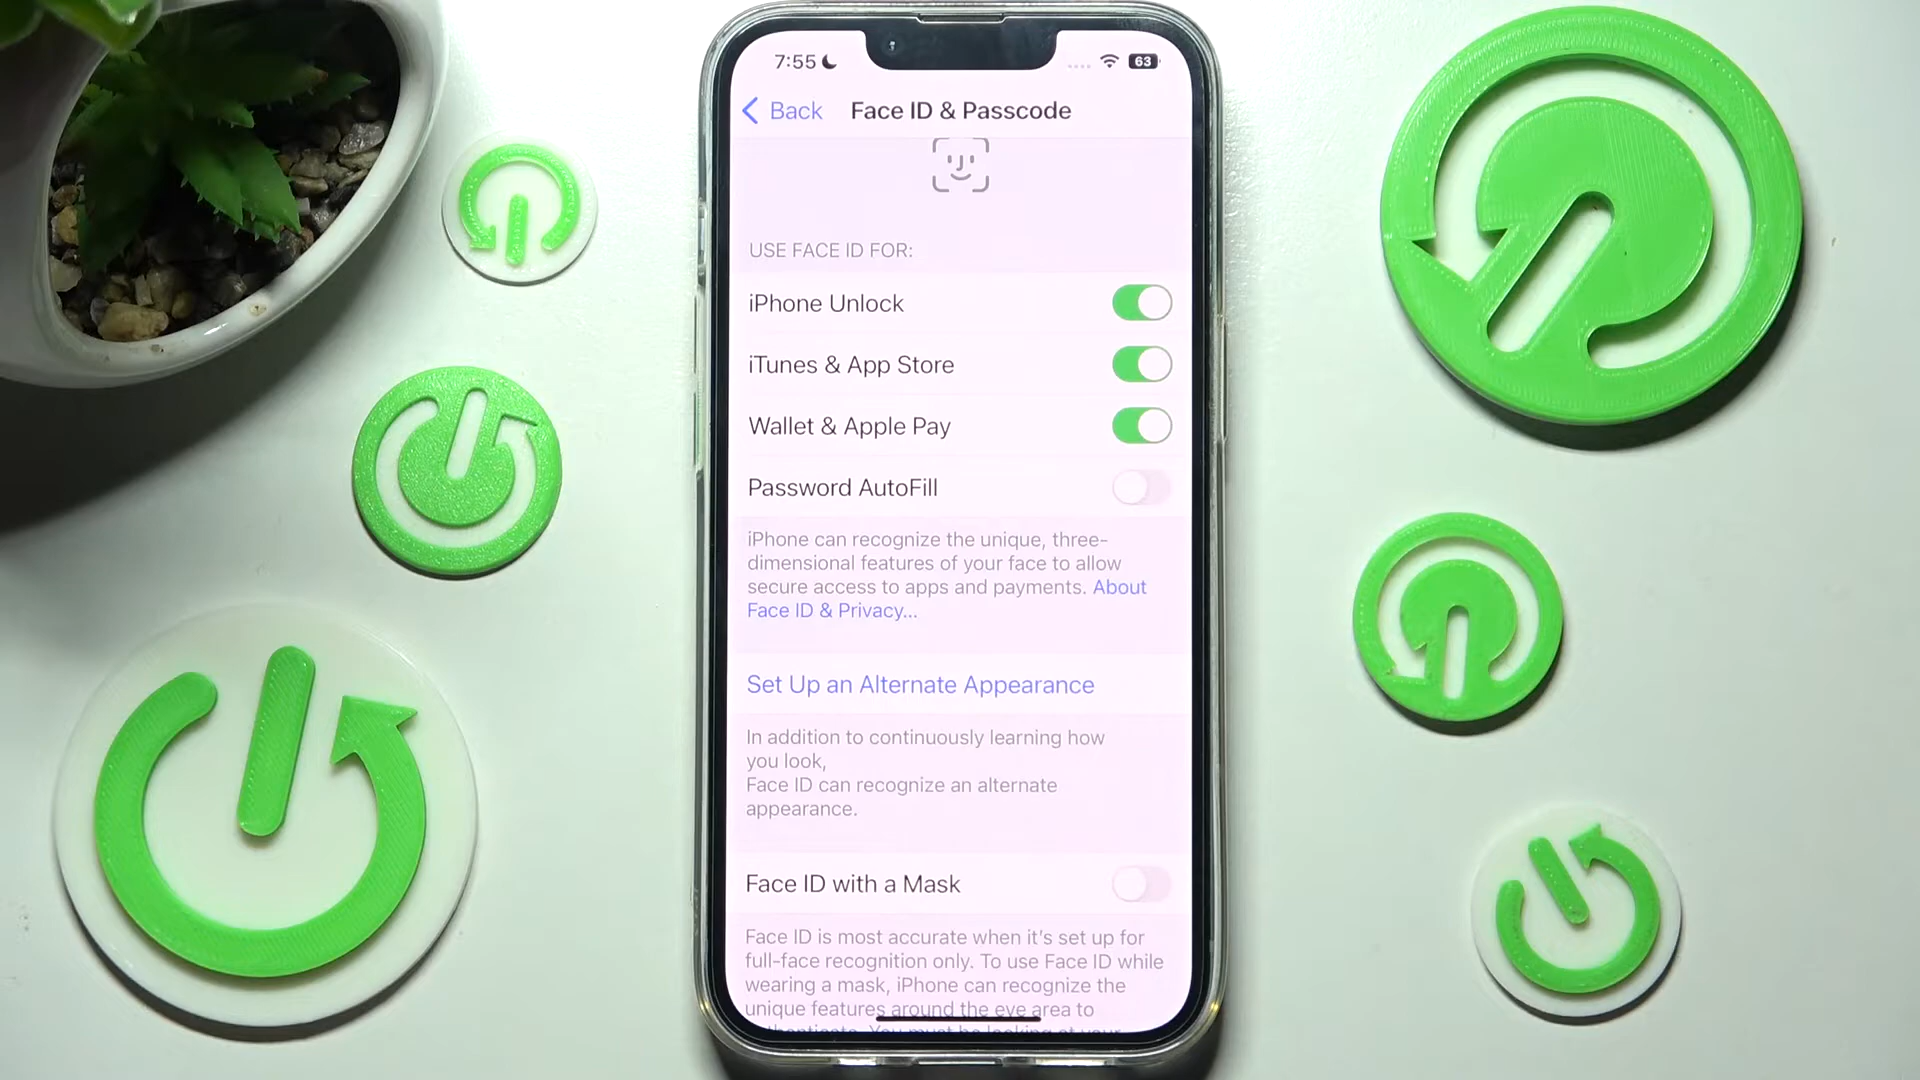 7:55
63
Back
Face ID & Passcode
USE FACE ID FOR:
iPhone Unlock
iTunes & App Store
Wallet & Apple Pay
Password AutoFill
iPhone can recognize the unique, three-
dimensional features of your face to allow
secure access to apps and payments. About
Face ID & Privacy...
Set Up an Alternate Appearance
In addition to continuously learning how
you look,
Face ID can recognize an alternate
appearance.
Face ID with a Mask
Face ID is most accurate when it's set up for
full-face recognition only. To use Face ID while
wearing a mask, iPhone can recognize the
unique features around the eye area to